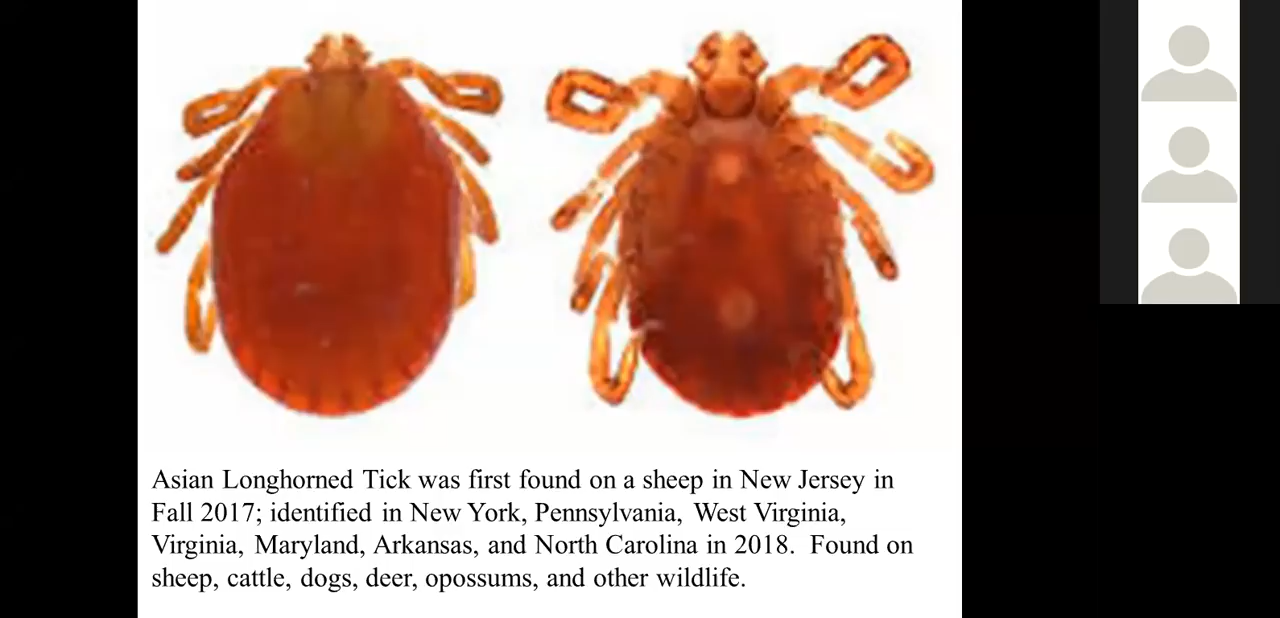 Asian Longhorned Tick was first found on a sheep in New Jersey in
Fall 2017; identified in New York, Pennsylvania, West Virginia,
Virginia, Maryland, Arkansas, and North Carolina in 2018.  Found on
sheep, cattle, dogs, deer, opossums, and other wildlife.